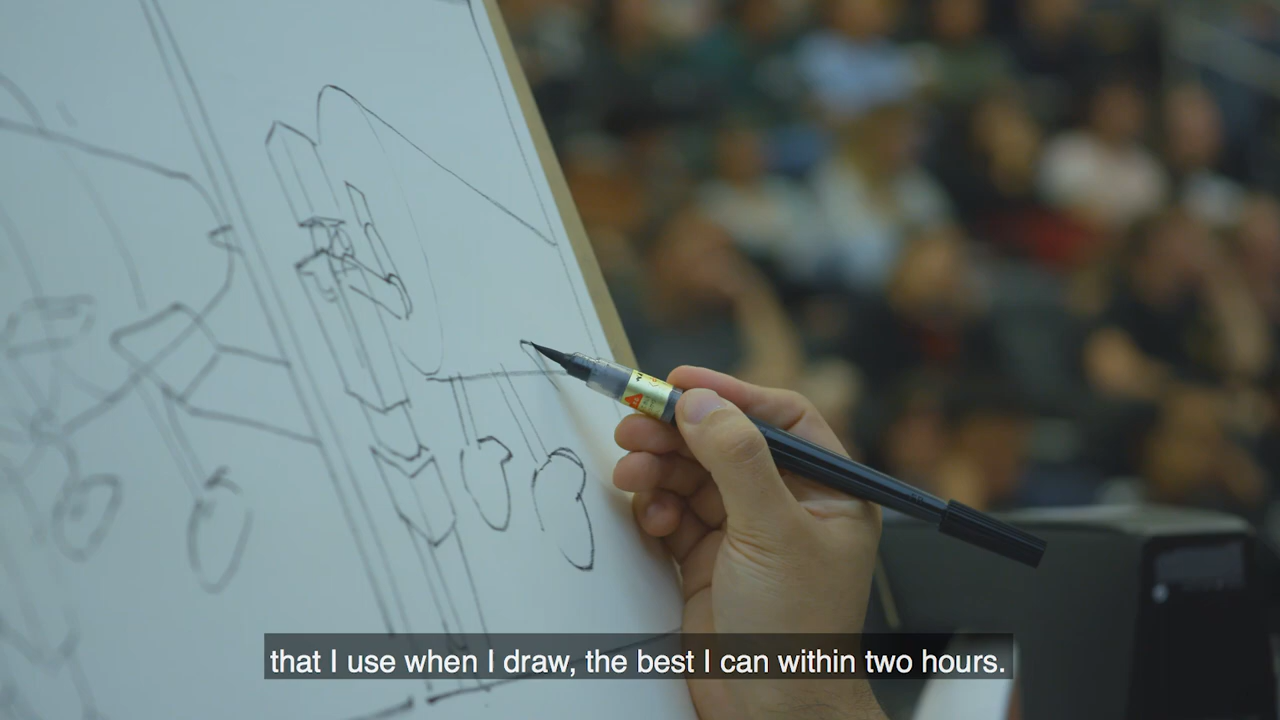 that I use when I draw, the best I can within two hours.